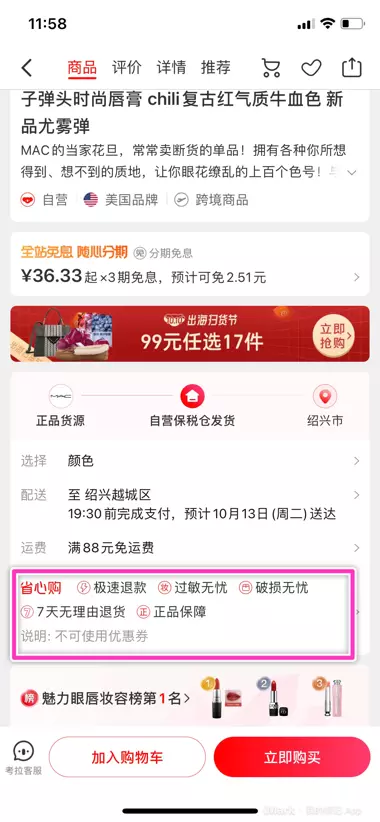 11:58
商品 评价 详情 推荐
子弹头时尚唇膏 chili复古红气质牛血色 新
品尤雾弹
MAC的当家花旦，常常卖断货的单品！拥有各种你所想
得到、想不到的质地，让你眼花缭乱的上百个色号！
自营 美国品牌 跨境商品
全站免息 随心分期 免 分期免息
¥36.33起×3期免息，预计可免2.51元
1010 出海扫货节
99元任选17件
立即
抢购
MAC
正品货源 自营保税仓发货 绍兴市
选择 颜色
配送 至 绍兴越城区
19:30前完成支付，预计10月13日(周二)送达
运费 满88元免运费
省心购 极速退款 过敏无忧 破损无忧
7天无理由退货 正 正品保障
说明: 不可使用优惠券
榜 魅力眼唇妆容榜第1名>
1 2 3
考拉客服 加入购物车 立即购买